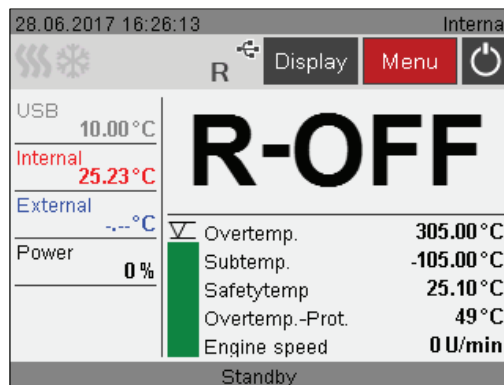 28.06.2017 16:26:13 Interna
R Display Menu
USB
10.00°C
Internal
25.23°C
External
-.--°C
Power
0 %
R-OFF
Overtemp. 305.00°C
Subtemp. -105.00°C
Safetytemp 25.10°C
Overtemp.-Prot. 49°C
Engine speed 0 U/min
Standby